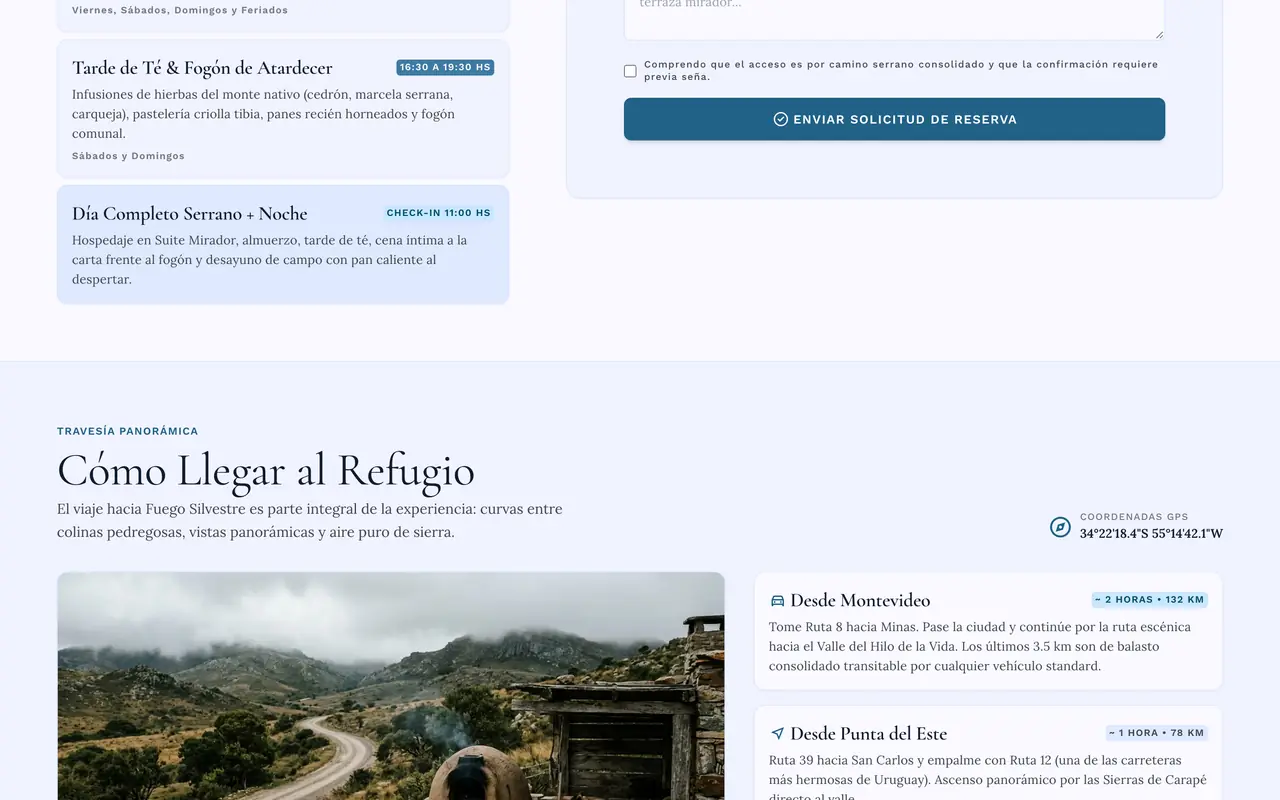 Viernes, Sábados, Domingos y Feriados
Tarde de Té & Fogón de Atardecer
16:30 A 19:30 HS
Infusiones de hierbas del monte nativo (cedrón, marcela serrana,
carqueja), pastelería criolla tibia, panes recién horneados y fogón
comunal.
Sábados y Domingos
Día Completo Serrano + Noche
CHECK-IN 11:00 HS
Hospedaje en Suite Mirador, almuerzo, tarde de té, cena íntima a la
carta frente al fogón y desayuno de campo con pan caliente al
despertar.
terraza mirador...
Comprendo que el acceso es por camino serrano consolidado y que la confirmación requiere
previa seña.
ENVIAR SOLICITUD DE RESERVA
TRAVESÍA PANORÁMICA
Cómo Llegar al Refugio
El viaje hacia Fuego Silvestre es parte integral de la experiencia: curvas entre
colinas pedregosas, vistas panorámicas y aire puro de sierra.
COORDENADAS GPS
34°22'18.4"S 55°14'42.1"W
Desde Montevideo
~ 2 HORAS • 132 KM
Tome Ruta 8 hacia Minas. Pase la ciudad y continúe por la ruta escénica
hacia el Valle del Hilo de la Vida. Los últimos 3.5 km son de balasto
consolidado transitable por cualquier vehículo standard.
Desde Punta del Este
~ 1 HORA • 78 KM
Ruta 39 hacia San Carlos y empalme con Ruta 12 (una de las carreteras
más hermosas de Uruguay). Ascenso panorámico por las Sierras de Carapé
directo al valle.